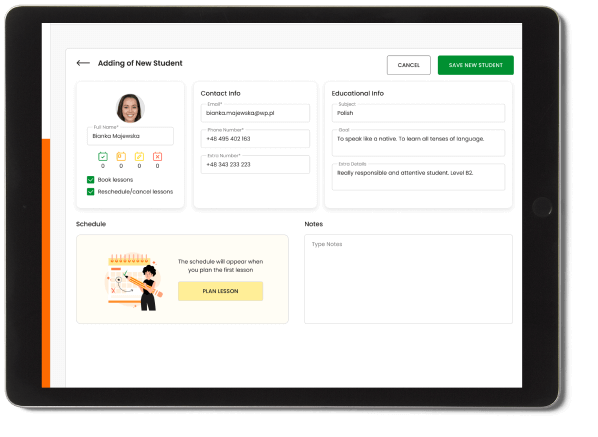 Adding of New Student
CANCEL
SAVE NEW STUDENT
Full Name*
Bianka Majewska
0 0 0 0
Book lessons
Reschedule/cancel lessons
Contact Info
Email*
bianka.majewska@wp.pl
Phone Number*
+48 495 402 163
Extra Number*
+48 343 233 223
Educational Info
Subject
Polish
Goal
To speak like a native. To learn all tenses of language.
Extra Details
Really responsible and attentive student. Level B2.
Schedule
The schedule will appear when
you plan the first lesson
PLAN LESSON
Notes
Type Notes